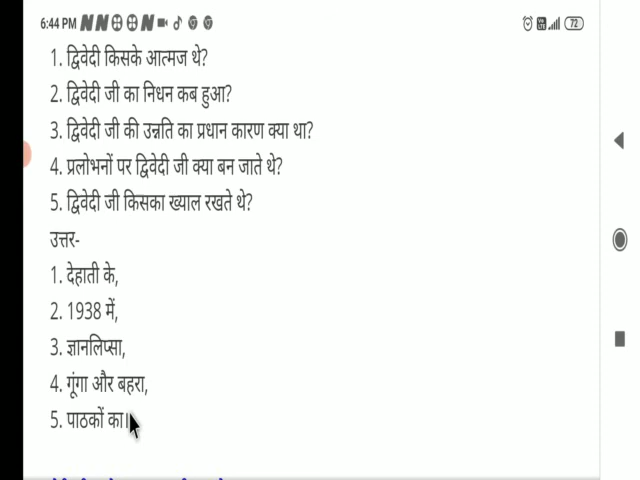 6:44 PM 72
1. द्विवेदी किसके आत्मज थे?
2. द्विवेदी जी का निधन कब हुआ?
3. द्विवेदी जी की उन्नति का प्रधान कारण क्या था?
4. प्रलोभनों पर द्विवेदी जी क्या बन जाते थे?
5. द्विवेदी जी किसका ख्याल रखते थे?
उत्तर-
1. देहाती के,
2. 1938 में,
3. ज्ञानलिप्सा,
4. गूंगा और बहरा,
5. पाठकों का।